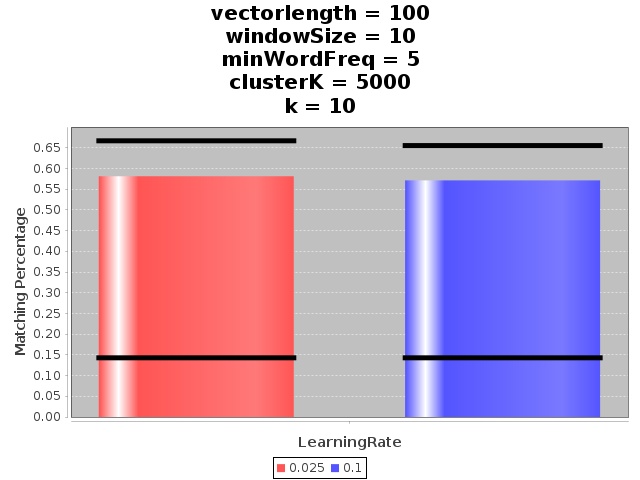 vectorlength = 100
windowSize = 10
minWordFreq = 5
clusterK = 5000
k = 10
Matching Percentage
0.65
0.60
0.55
0.50
0.45
0.40
0.35
0.30
0.25
0.20
0.15
0.10
0.05
0.00
LearningRate
0.025 0.1